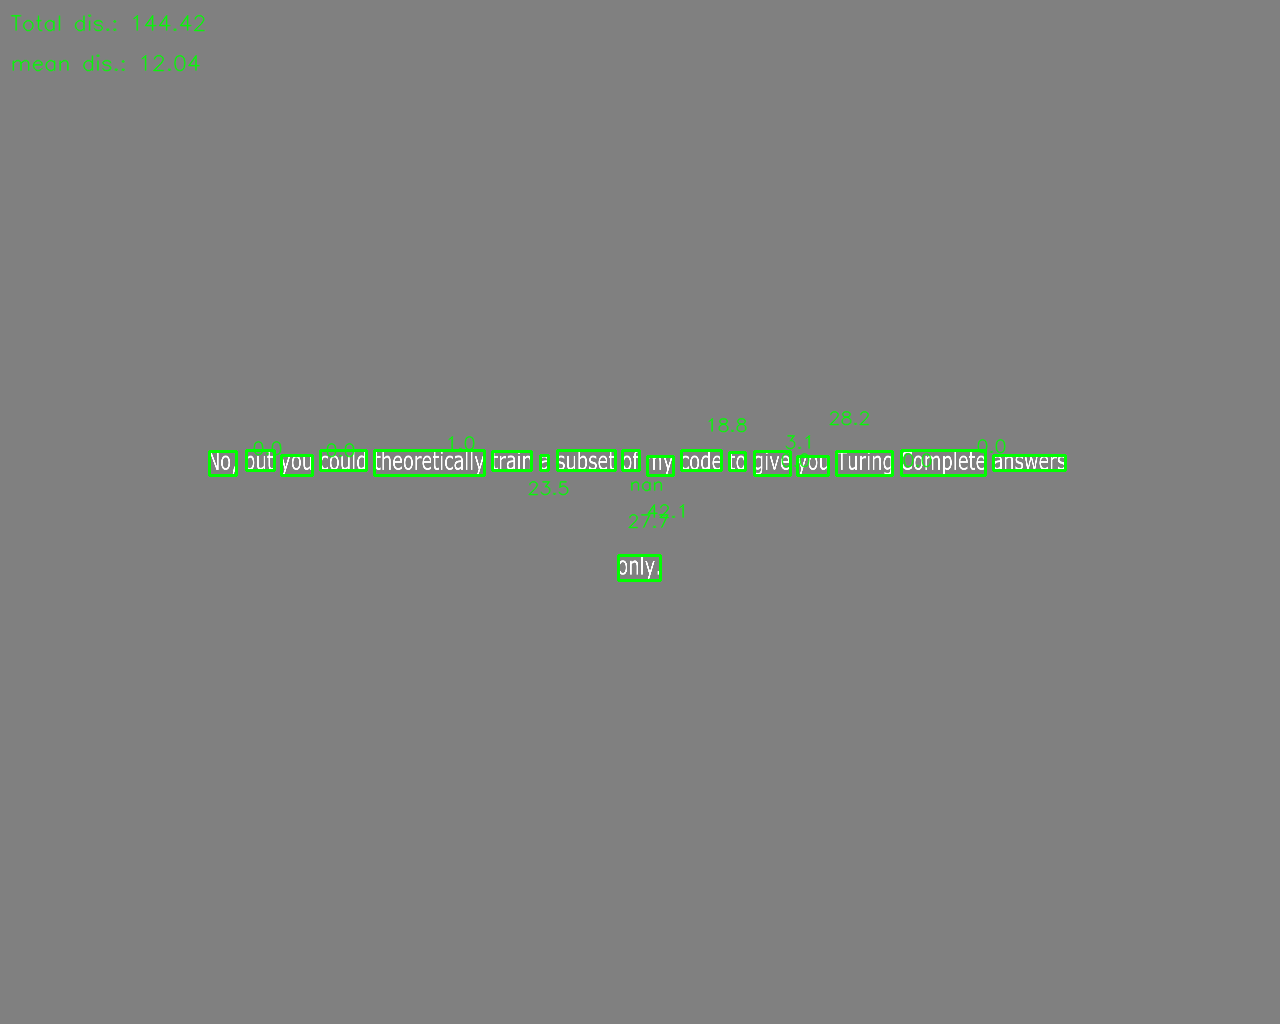 Total dis.: 144.42
mean dis.: 12.04
28.2
18.8
0.0 0.0 1.0 3.1 0.0
No, but you could theoretically train a subset of my code to give you Turing Complete answers
23.5 nan
42.1
27.7
only.